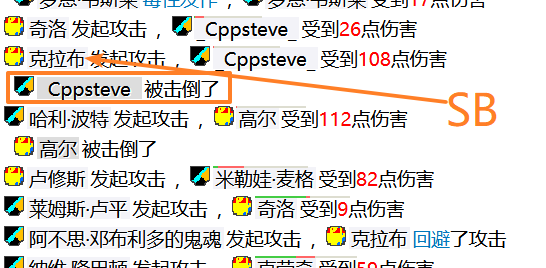 奇洛 发起攻击 , _Cppsteve_ 受到26点伤害
克拉布 发起攻击 , _Cppsteve_ 受到108点伤害
_Cppsteve_ 被击倒了
SB
哈利·波特 发起攻击 , 高尔 受到112点伤害
高尔 被击倒了
卢修斯 发起攻击 , 米勒娃·麦格 受到82点伤害
莱姆斯·卢平 发起攻击 , 奇洛 受到9点伤害
阿不思·邓布利多的鬼魂 发起攻击 , 克拉布 回避了攻击